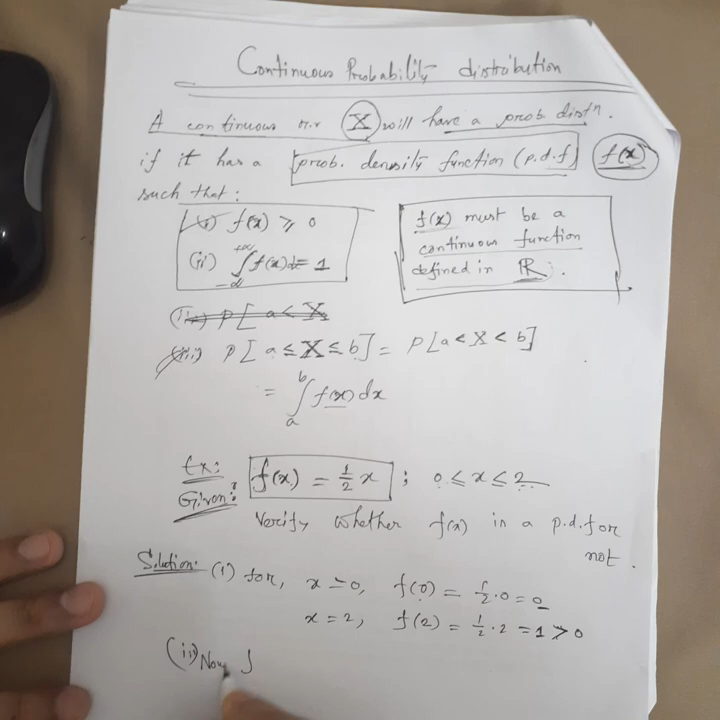 Continuous Probability distribution
A continuous r.v X will have a prob. distn.
if it has a prob. density function (p.d.f) f(x)
such that:
(i) f(x) ≥ 0
(ii) ∫_{-∞}^{+∞} f(x)dx = 1
f(x) must be a
continuous function
defined in ℝ.
(iii) P[ a < X
(iii) P[a ≤ X ≤ b] = P[a < X < b]
= ∫_a^b f(x) dx
Ex: f(x) = 1/2 x ; 0 ≤ x ≤ 2
Given:
Verify whether f(x) is a p.d.f or
not.
Solution: (i) for, x = 0, f(0) = 1/2 · 0 = 0
x = 2, f(2) = 1/2 · 2 = 1 > 0
(ii) Now ∫